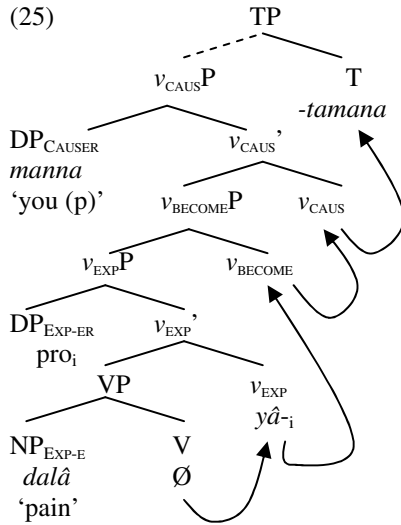 (25) TP
vCAUSP T
-tamana
DPCAUSER vCAUS’
manna
‘you (p)’ vBECOMEP vCAUS
vEXPP vBECOME
DPEXP-ER vEXP’
proi
VP vEXP
yâ-i
NPEXP-E V
dalâ Ø
‘pain’